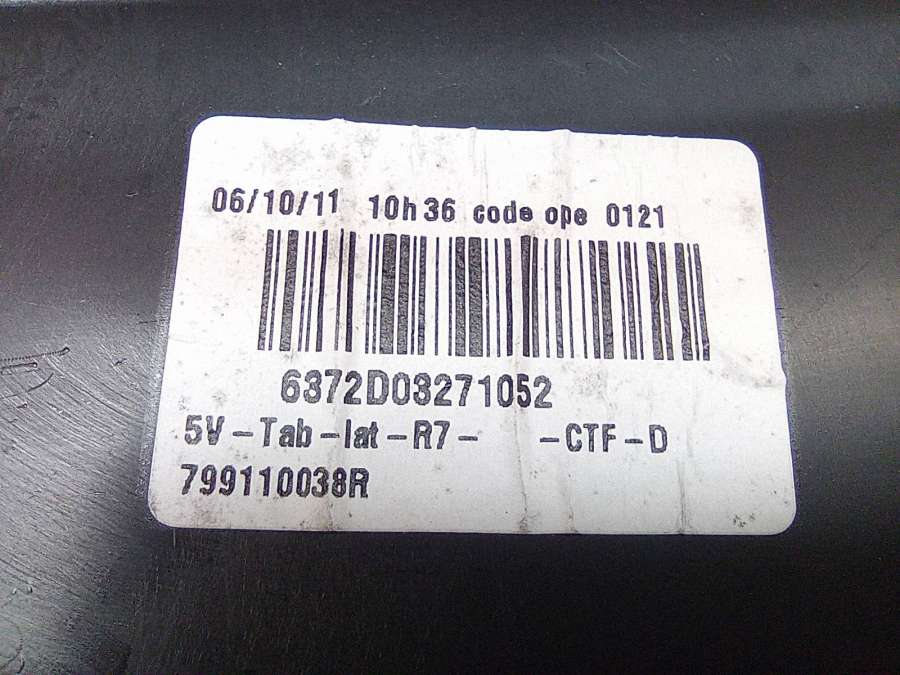 06/10/11 10h36 code ope 0121
6372D03271052
5V-Tab-lat-R7- -CTF-D
799110038R